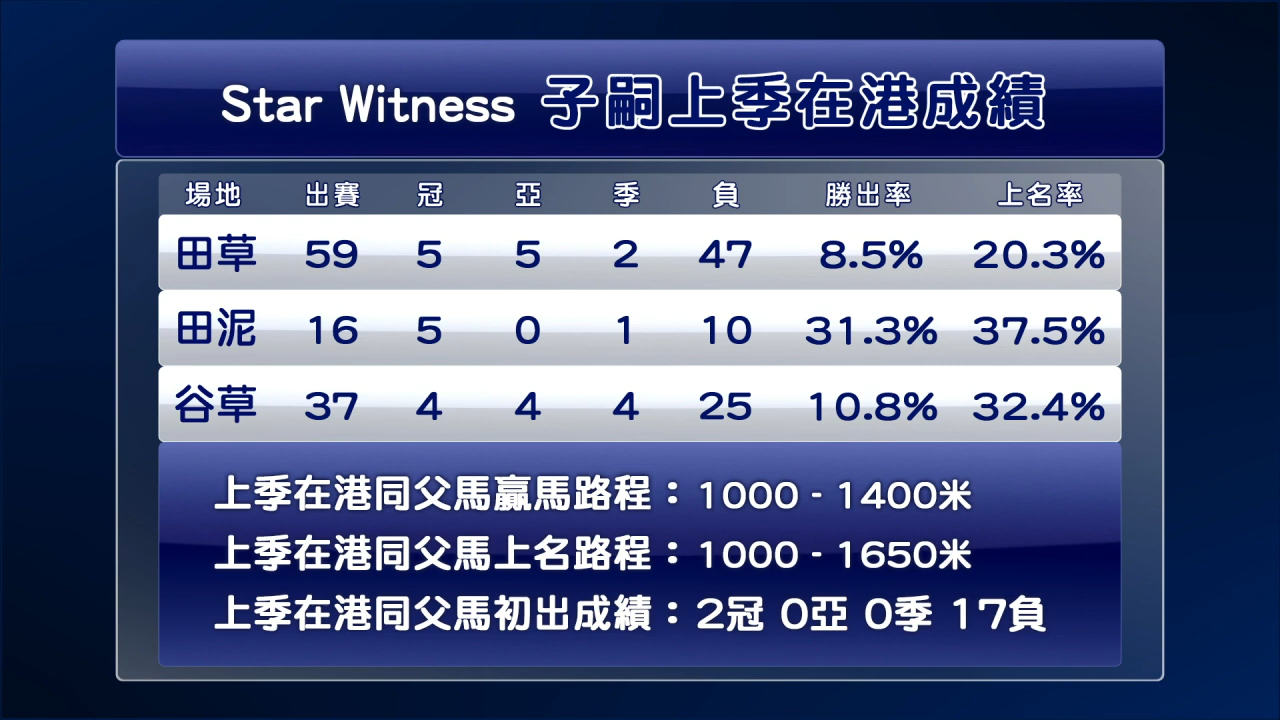 Star Witness 子嗣上季在港成績
場地 出賽 冠 亞 季 負 勝出率 上名率
田草 59 5 5 2 47 8.5% 20.3%
田泥 16 5 0 1 10 31.3% 37.5%
谷草 37 4 4 4 25 10.8% 32.4%
上季在港同父馬贏馬路程：1000 - 1400米
上季在港同父馬上名路程：1000 - 1650米
上季在港同父馬初出成績：2冠 0亞 0季 17負